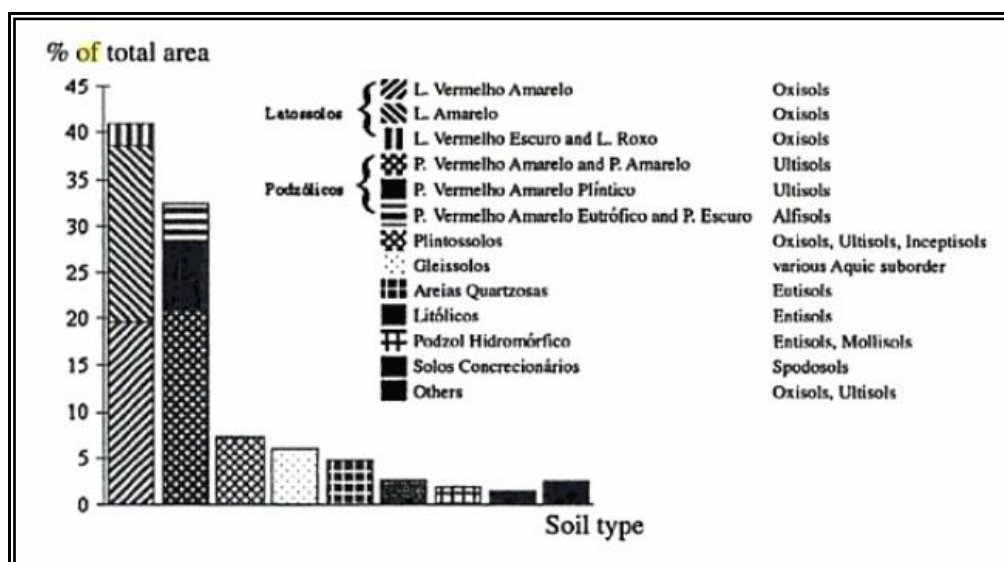 % of total area
45
40
35
30
25
20
15
10
5
0
Latossolos
L. Vermelho Amarelo Oxisols
L. Amarelo Oxisols
L. Vermelho Escuro and L. Roxo Oxisols
Podzólicos
P. Vermelho Amarelo and P. Amarelo Ultisols
P. Vermelho Amarelo Plíntico Ultisols
P. Vermelho Amarelo Eutrófico and P. Escuro Alfisols
Plintossolos Oxisols, Ultisols, Inceptisols
Gleissolos various Aquic suborder
Areias Quartzosas Entisols
Litólicos Entisols
Podzol Hidromórfico Entisols, Mollisols
Solos Concrecionários Spodosols
Others Oxisols, Ultisols
Soil type